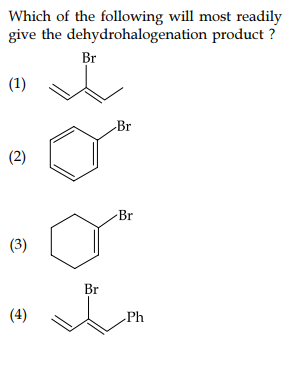 Which of the following will most readily
give the dehydrohalogenation product ?
Br
(1)
Br
(2)
Br
(3)
Br
(4)
Ph